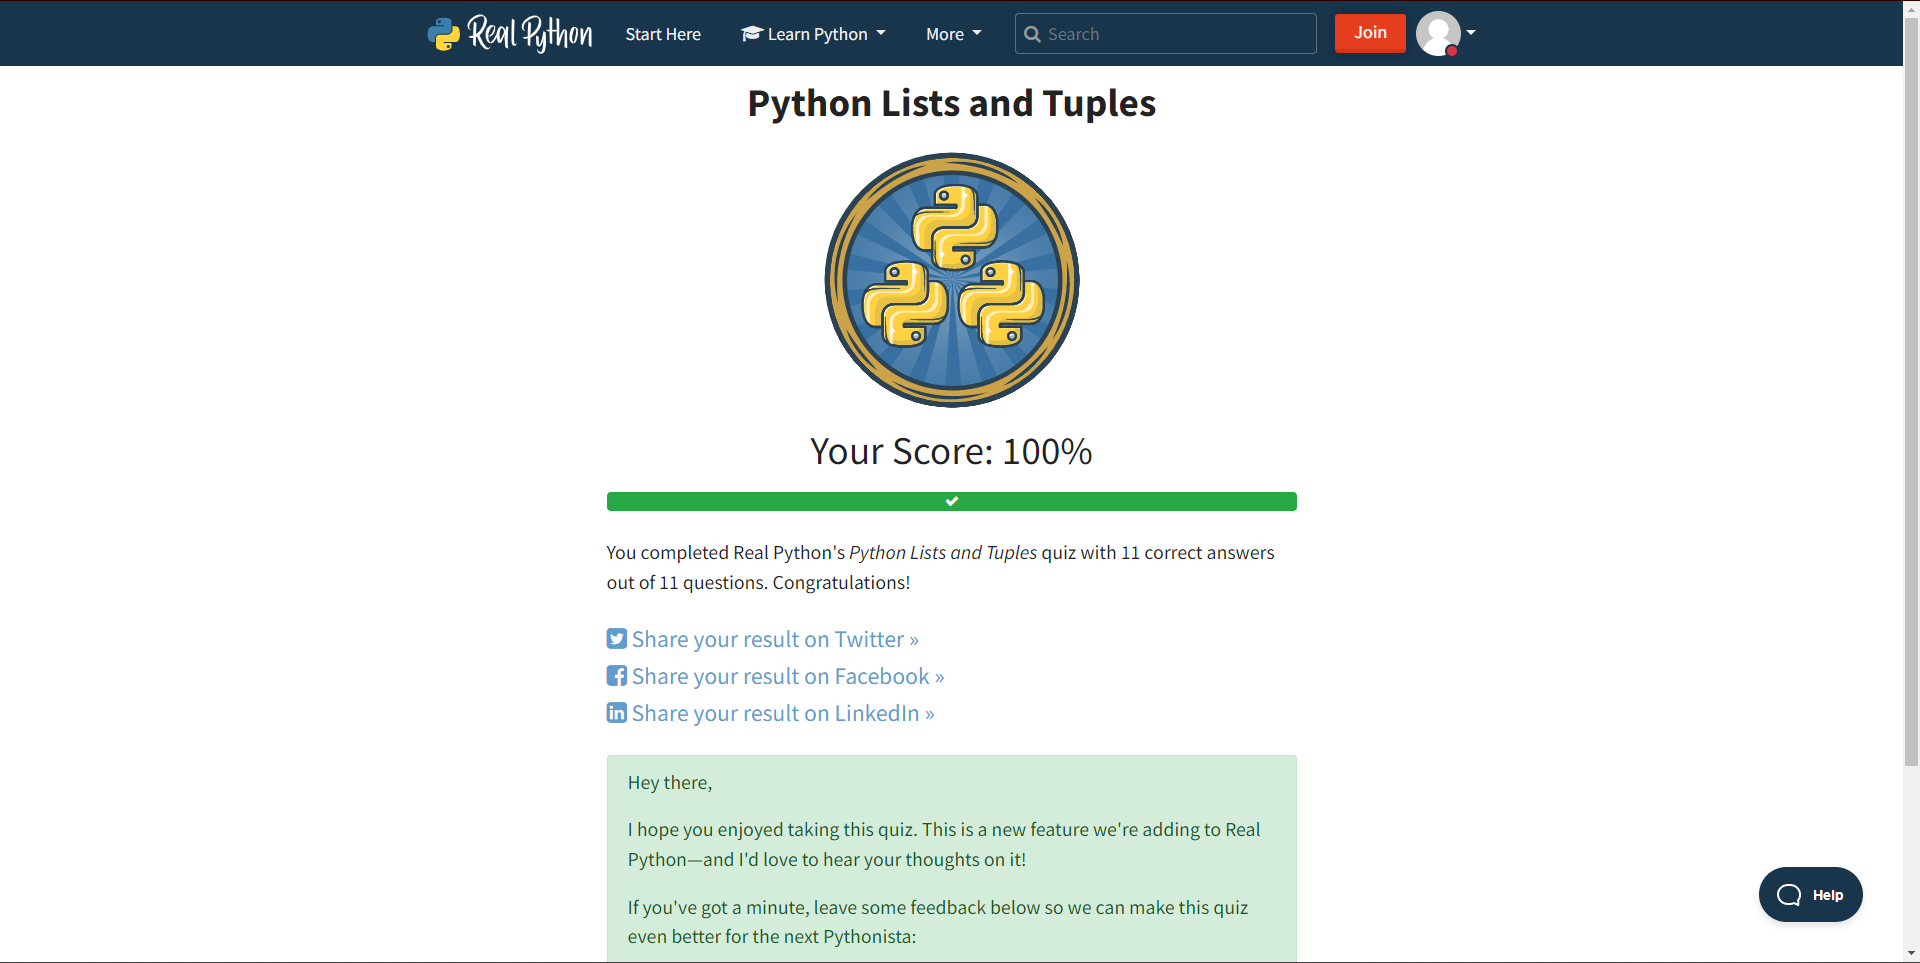 Real Python
Start Here
Learn Python
More
Search
Join
Python Lists and Tuples
Your Score: 100%
You completed Real Python's Python Lists and Tuples quiz with 11 correct answers
out of 11 questions. Congratulations!
Share your result on Twitter »
Share your result on Facebook »
in Share your result on LinkedIn »
Hey there,
I hope you enjoyed taking this quiz. This is a new feature we're adding to Real
Python—and I'd love to hear your thoughts on it!
If you've got a minute, leave some feedback below so we can make this quiz
even better for the next Pythonista:
Help